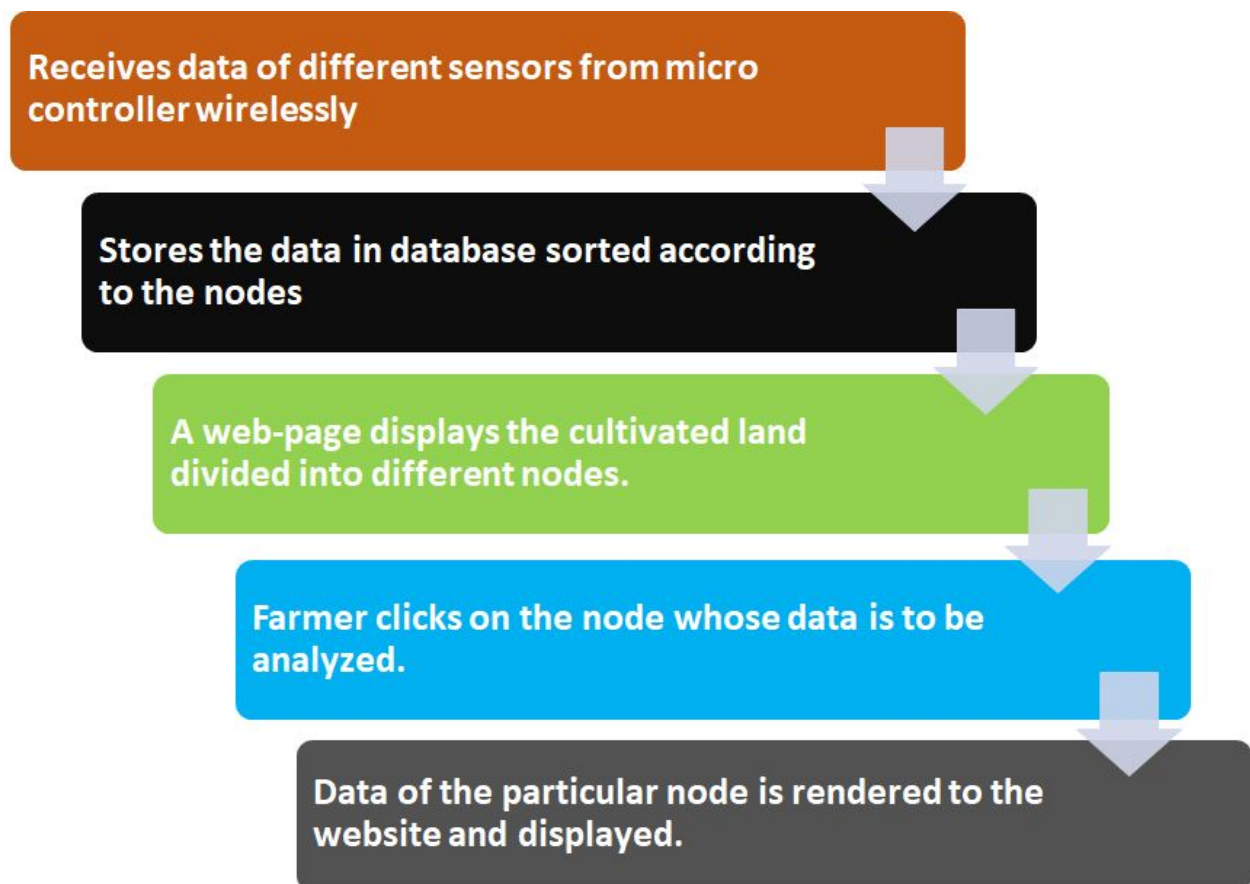 Receives data of different sensors from micro
controller wirelessly
Stores the data in database sorted according
to the nodes
A web-page displays the cultivated land
divided into different nodes.
Farmer clicks on the node whose data is to be
analyzed.
Data of the particular node is rendered to the
website and displayed.